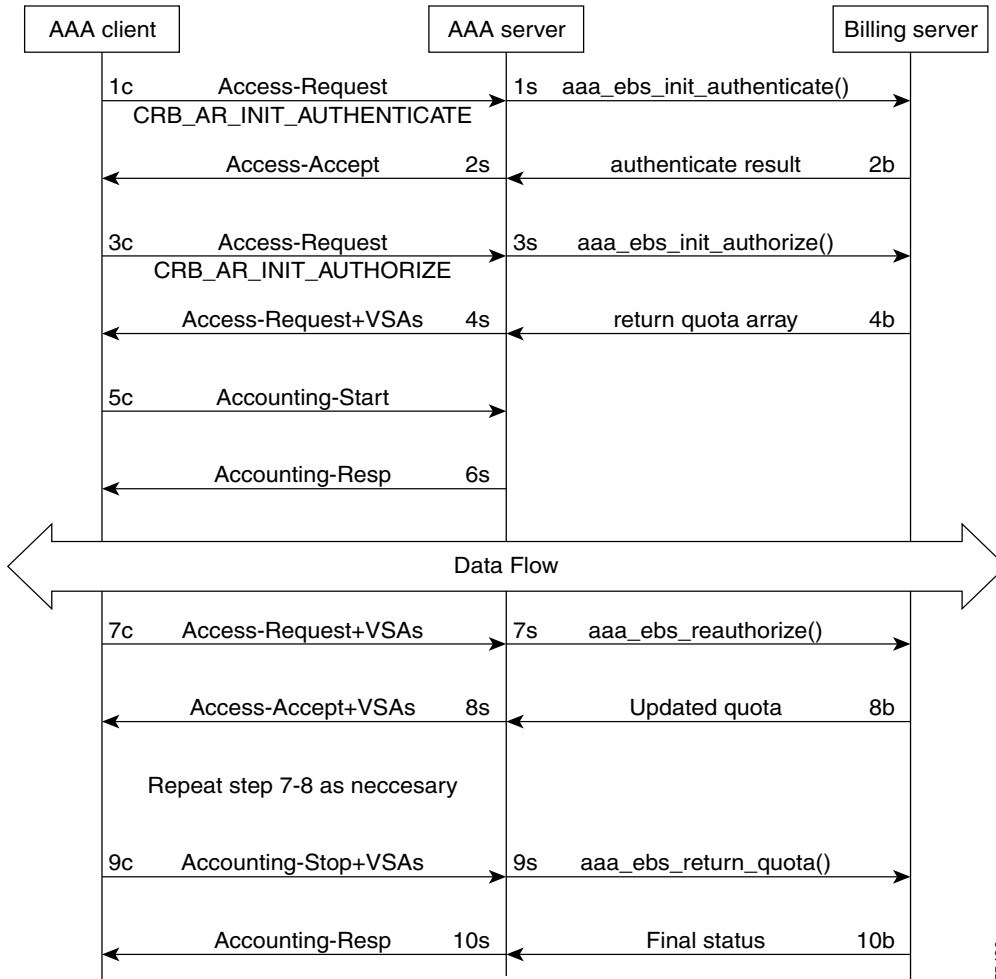 AAA client
AAA server
Billing server
1c Access-Request 1s aaa_ebs_init_authenticate()
CRB_AR_INIT_AUTHENTICATE
Access-Accept 2s authenticate result 2b
3c Access-Request 3s aaa_ebs_init_authorize()
CRB_AR_INIT_AUTHORIZE
Access-Request+VSAs 4s return quota array 4b
5c Accounting-Start
Accounting-Resp 6s
Data Flow
7c Access-Request+VSAs 7s aaa_ebs_reauthorize()
Access-Accept+VSAs 8s Updated quota 8b
Repeat step 7-8 as neccesary
9c Accounting-Stop+VSAs 9s aaa_ebs_return_quota()
Accounting-Resp 10s Final status 10b